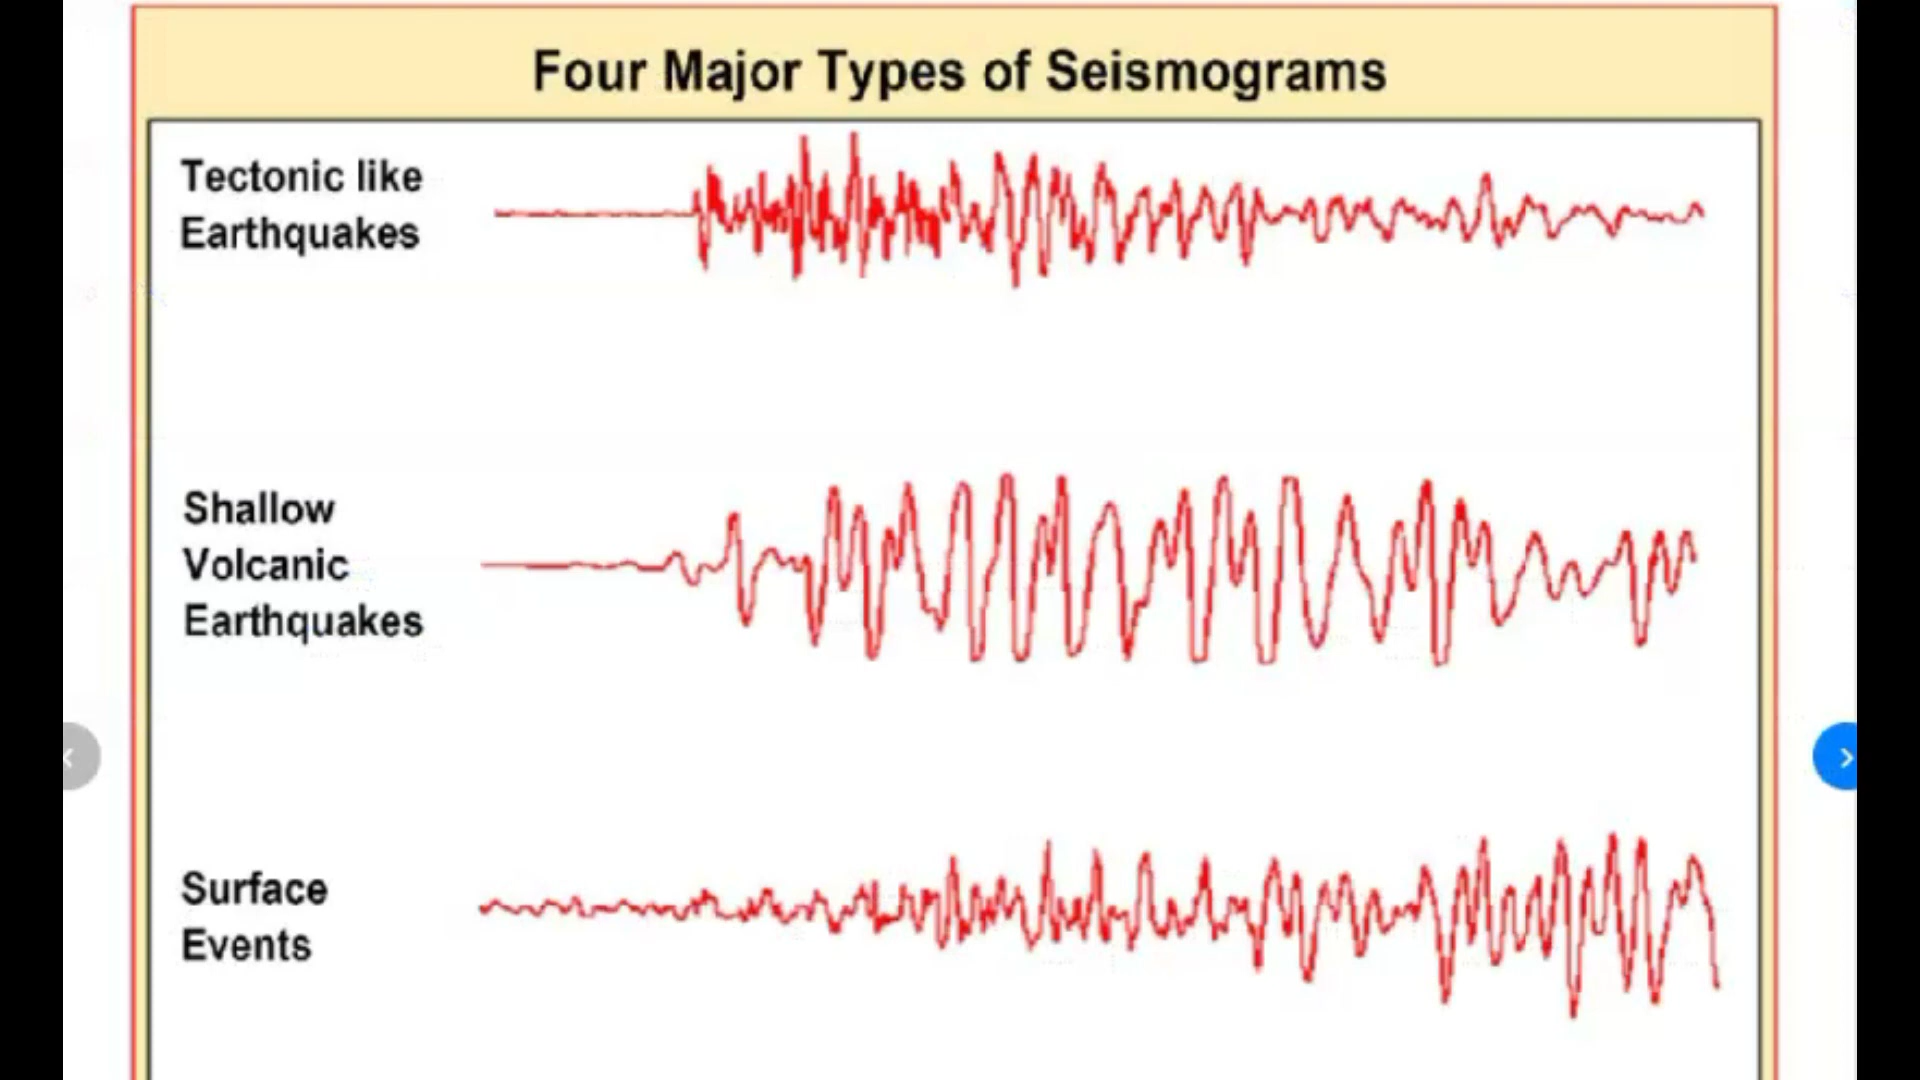 Four Major Types of Seismograms
Tectonic like
Earthquakes
Shallow
Volcanic
Earthquakes
Surface
Events